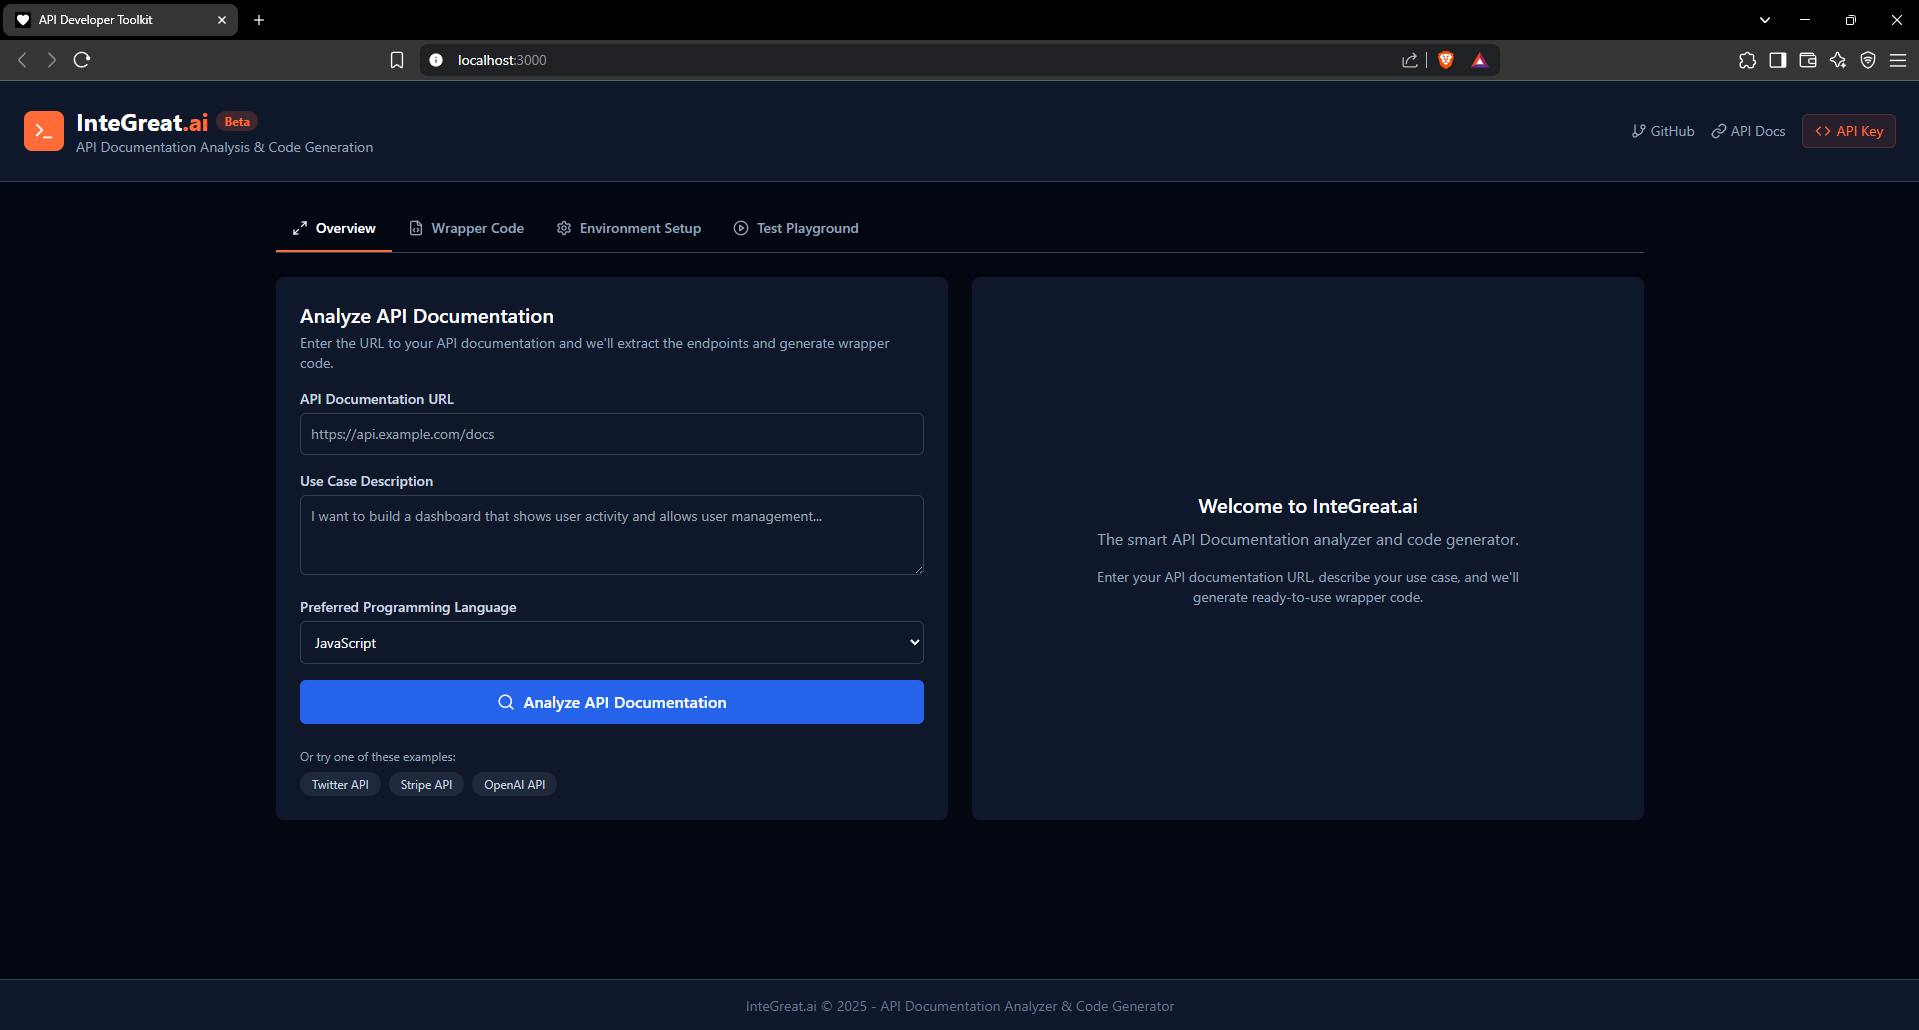 API Developer Toolkit
localhost:3000
InteGreat.ai Beta
API Documentation Analysis & Code Generation
GitHub
API Docs
API Key
Overview
Wrapper Code
Environment Setup
Test Playground
Analyze API Documentation
Enter the URL to your API documentation and we'll extract the endpoints and generate wrapper
code.
API Documentation URL
https://api.example.com/docs
Use Case Description
I want to build a dashboard that shows user activity and allows user management...
Preferred Programming Language
JavaScript
Analyze API Documentation
Or try one of these examples:
Twitter API
Stripe API
OpenAI API
Welcome to InteGreat.ai
The smart API Documentation analyzer and code generator.
Enter your API documentation URL, describe your use case, and we'll
generate ready-to-use wrapper code.
InteGreat.ai © 2025 - API Documentation Analyzer & Code Generator